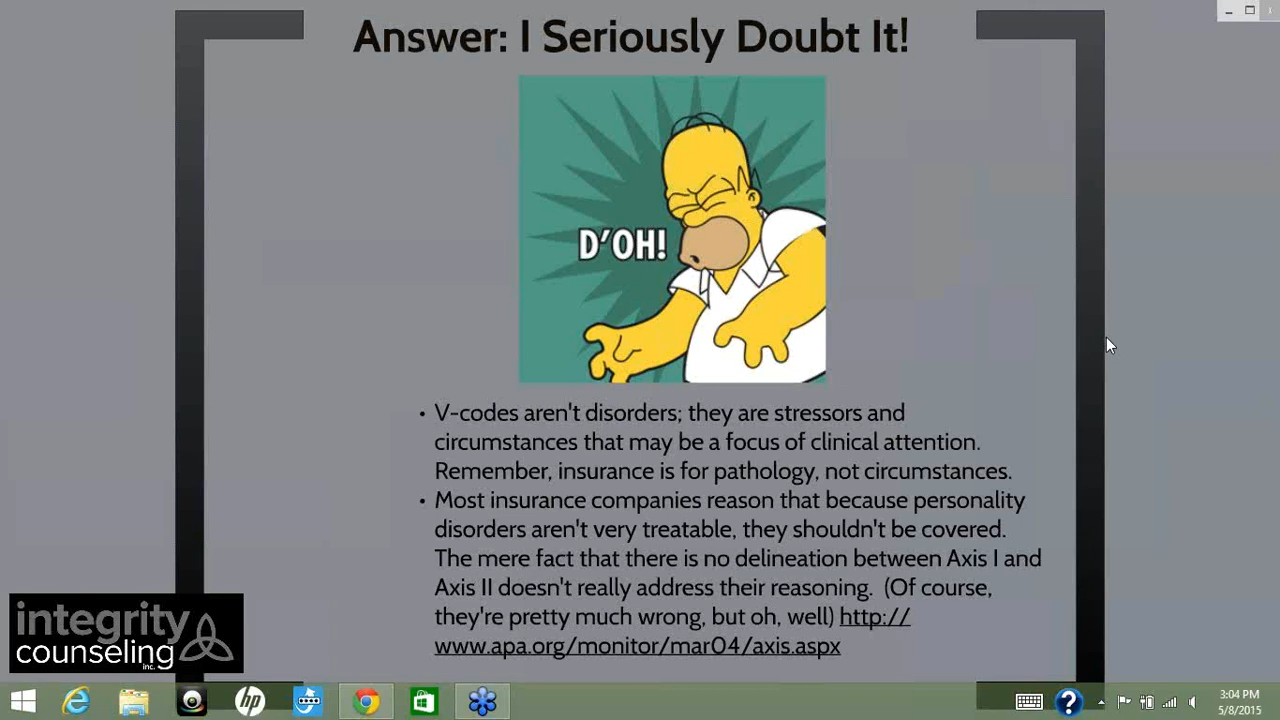 Answer: I Seriously Doubt It!
D'OH!
• V-codes aren't disorders; they are stressors and
circumstances that may be a focus of clinical attention.
Remember, insurance is for pathology, not circumstances.
• Most insurance companies reason that because personality
disorders aren't very treatable, they shouldn't be covered.
The mere fact that there is no delineation between Axis I and
Axis II doesn't really address their reasoning.  (Of course,
they're pretty much wrong, but oh, well) http://
www.apa.org/monitor/mar04/axis.aspx
integrity
counseling
inc.
hp
3:04 PM
5/8/2015